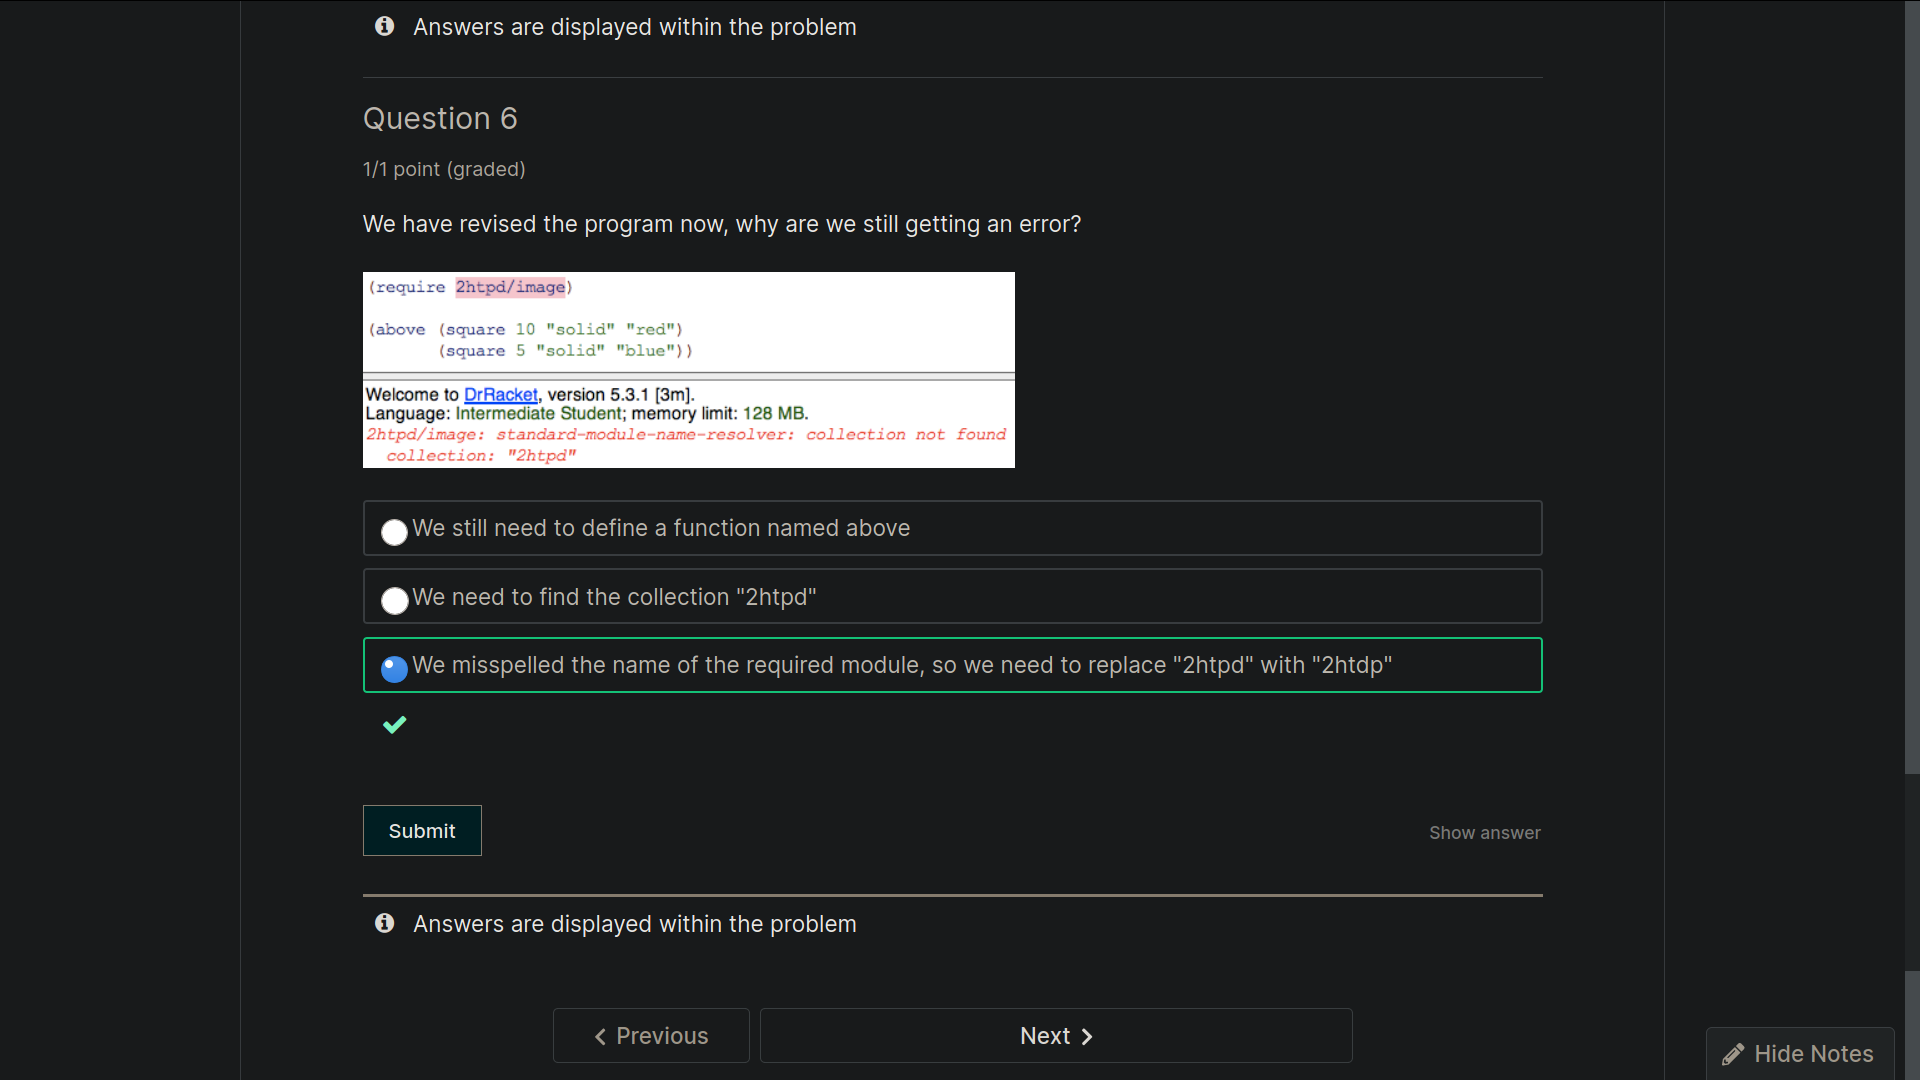 Answers are displayed within the problem
Question 6
1/1 point (graded)
We have revised the program now, why are we still getting an error?
(require 2htpd/image)
(above (square 10 "solid" "red")
(square 5 "solid" "blue"))
Welcome to DrRacket, version 5.3.1 [3m].
Language: Intermediate Student; memory limit: 128 MB.
2htpd/image: standard-module-name-resolver: collection not found
collection: "2htpd"
We still need to define a function named above
We need to find the collection "2htpd"
We misspelled the name of the required module, so we need to replace "2htpd" with "2htdp"
Submit
Show answer
Answers are displayed within the problem
Previous
Next
Hide Notes